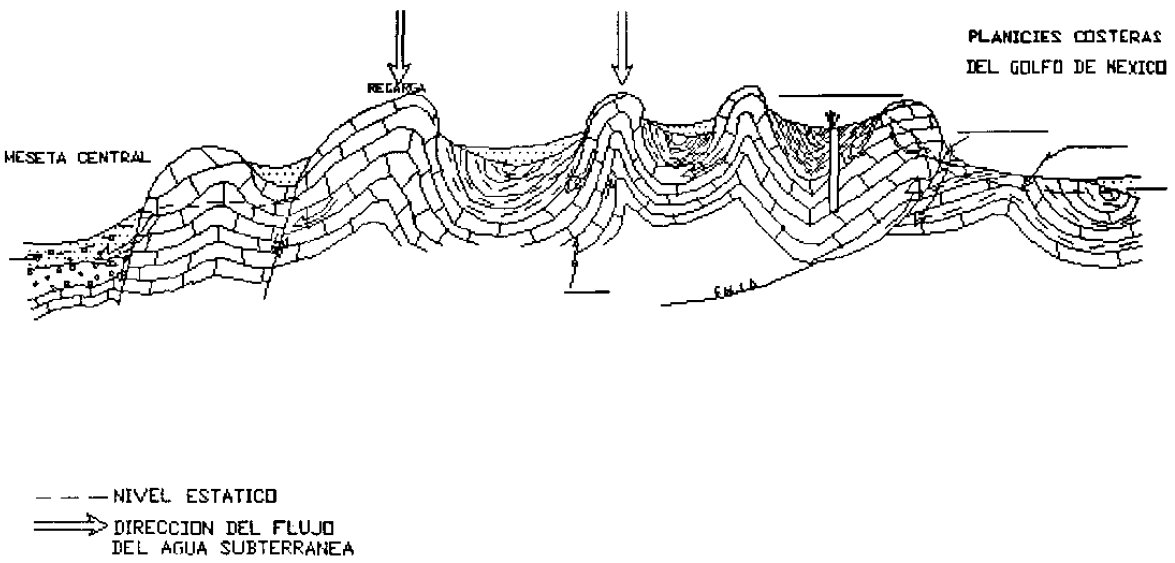 PLANICIES COSTERAS
DEL GOLFO DE MEXICO
RECARGA
MESETA CENTRAL
NIVEL ESTATICO
DIRECCION DEL FLUJO
DEL AGUA SUBTERRANEA